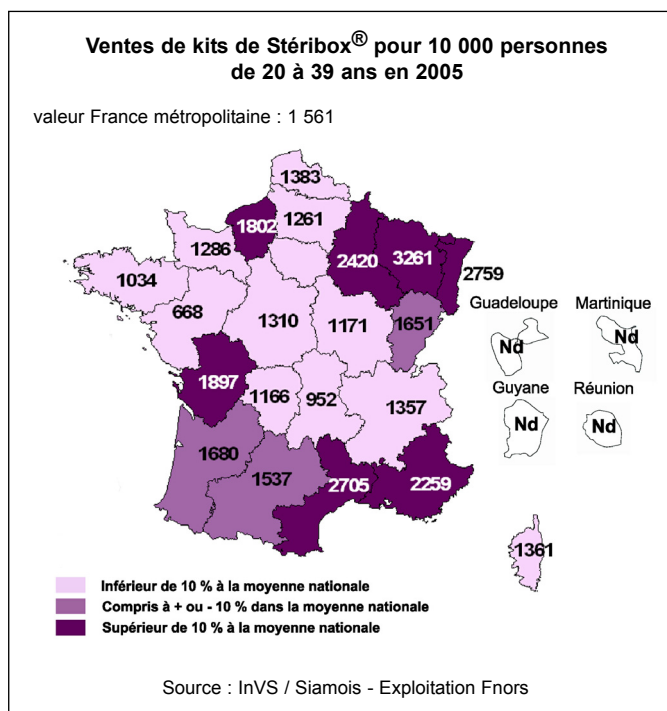 Ventes de kits de Stéribox® pour 10 000 personnes
de 20 à 39 ans en 2005
valeur France métropolitaine : 1 561
1383
1802
1261
1286
2420
3261
2759
1034
668
1310
1171
1651
Guadeloupe
Martinique
Nd
Nd
1897
1166
952
1357
Guyane
Réunion
Nd
Nd
1680
1537
2705
2259
1361
Inférieur de 10 % à la moyenne nationale
Compris à + ou - 10 % dans la moyenne nationale
Supérieur de 10 % à la moyenne nationale
Source : InVS / Siamois - Exploitation Fnors